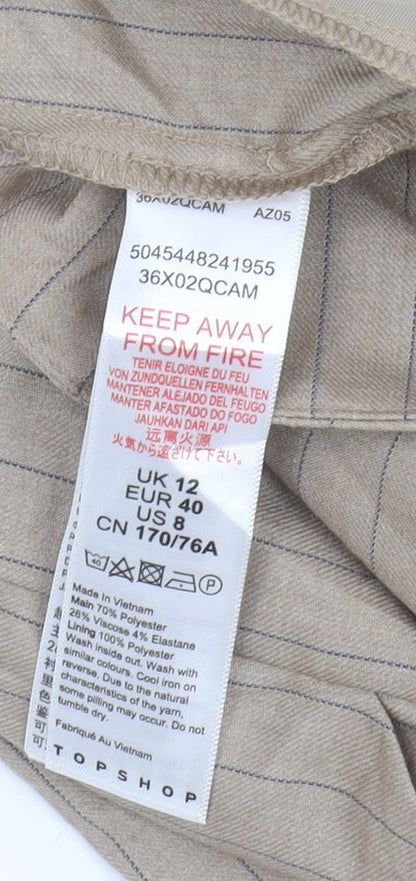 36X02QCAM AZ05
5045448241955
36X02QCAM
KEEP AWAY
FROM FIRE
TENIR ELOIGNE DU FEU
VON ZUNDQUELLEN FERNHALTEN
MANTENER ALEJADO DEL FEUGO
MANTER AFASTADO DO FOGO
JAUHKAN DARI API
远离火源
火気から遠ざけて下さい。
UK 12
EUR 40
US 8
CN 170/76A
40
P
Made in Vietnam
Main 70% Polyester
26% Viscose 4% Elastane
Lining 100% Polyester
Wash inside out. Wash with
similar colours. Cool iron on
reverse. Due to the natural
characteristics of the yarn,
some pilling may occur. Do not
tumble dry.
Fabriqué Au Vietnam
TOPSHOP